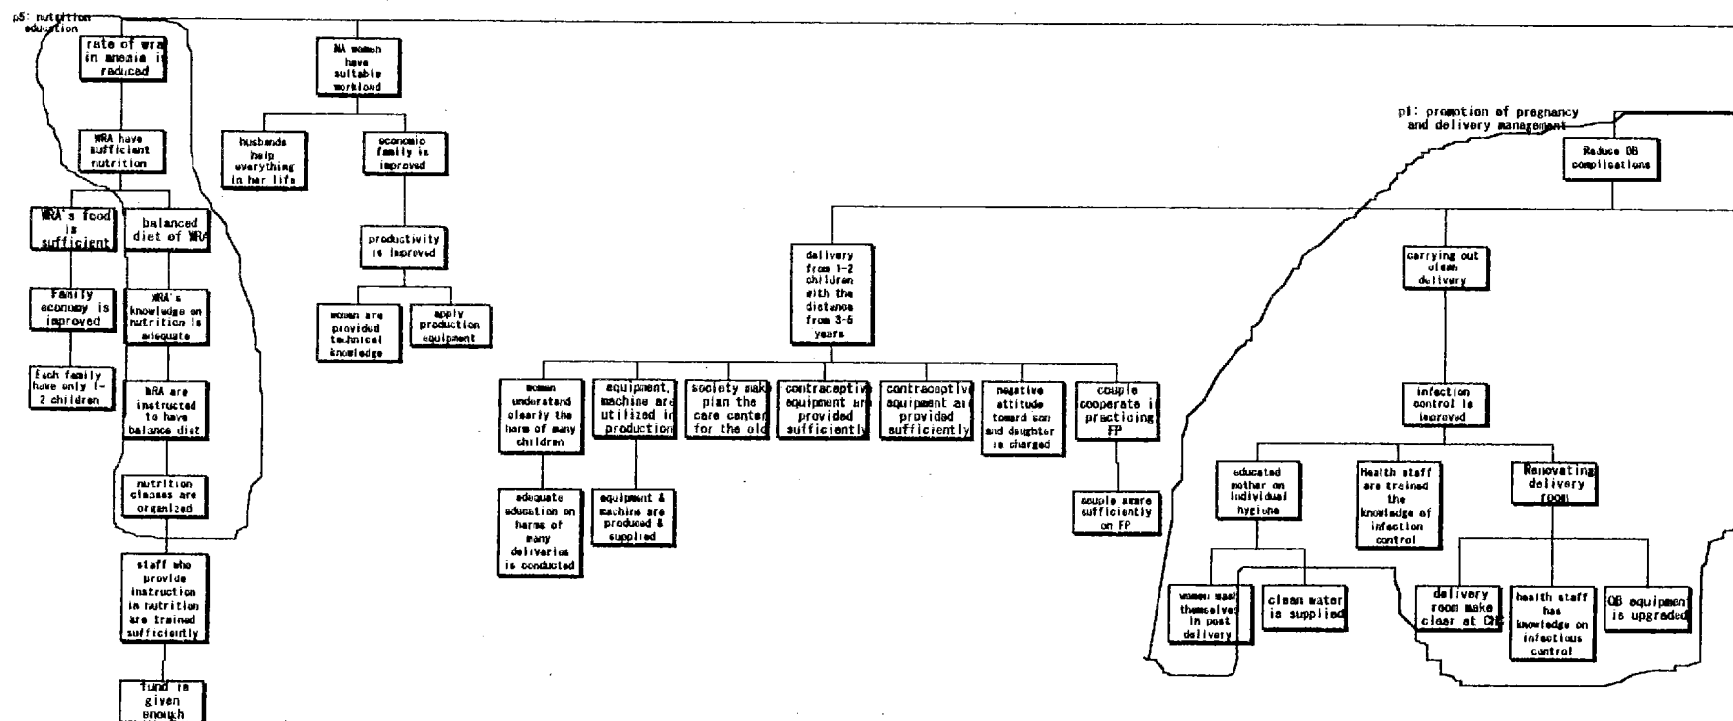 p5: nutrition
education
rate of wra
in anemia is
reduced
WRA have
sufficient
nutrition
WRA's food
is
sufficient
balanced
diet of WRA
Family
economy is
improved
WRA's
knowledge on
nutrition is
adequate
Each family
have only 1-
2 children
WRA are
instructed
to have
balance diet
nutrition
classes are
organized
staff who
provide
instruction
in nutrition
are trained
sufficiently
fund is
given
enough
women
have
suitable
workload
husbands
help
everything
in her life
economic
family is
improved
productivity
is improved
women are
provided
technical
knowledge
apply
production
equipment
p1: promotion of pregnancy
and delivery management
Reduce OB
complications
delivery
from 1-2
children
with the
distance
from 3-5
years
women
understand
clearly the
harm of many
children
equipment,
machine are
utilized in
production
society make
plan the
care center
for the old
contraceptive
equipment are
provided
sufficiently
contraceptive
equipment are
provided
sufficiently
negative
attitude
toward son
and daughter
is charged
couple
cooperate in
practicing
FP
adequate
education on
harms of
many
deliveries
is conducted
equipment &
machine are
produced &
supplied
couple aware
sufficiently
on FP
carrying out
clean
delivery
infection
control is
improved
educated
mother on
individual
hygiene
Health staff
are trained
the
knowledge of
infection
control
Renovating
delivery
room
women wash
themselves
in post
delivery
clean water
is supplied
delivery
room make
clear at
health staff
has
knowledge on
infectious
control
OB equipment
is upgraded